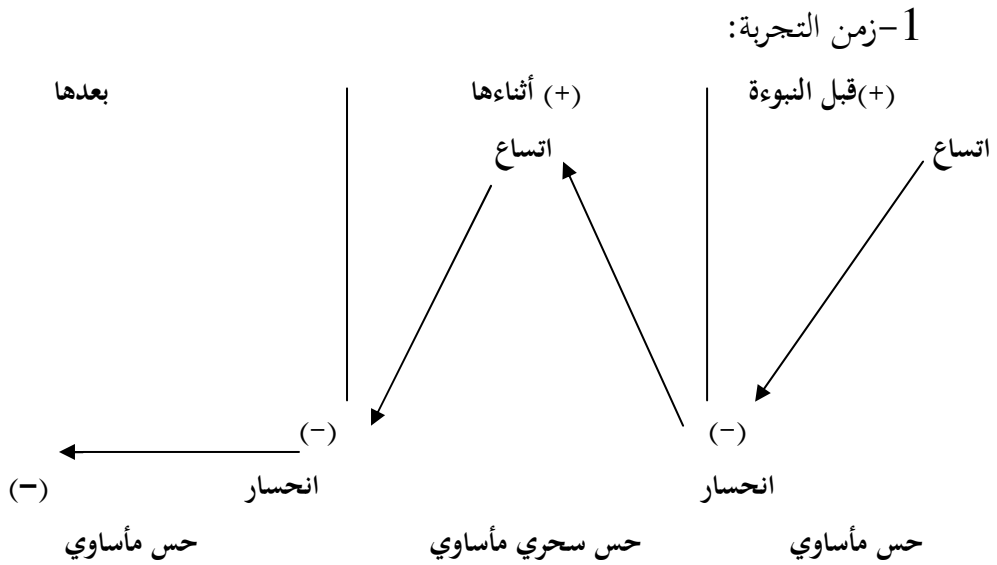 1-زمن التجربة:
(+)قبل النبوءة (+) أثناءها بعدها
اتساع اتساع
(-) (-)
انحسار انحسار (-)
حس مأساوي حس سحري مأساوي حس مأساوي